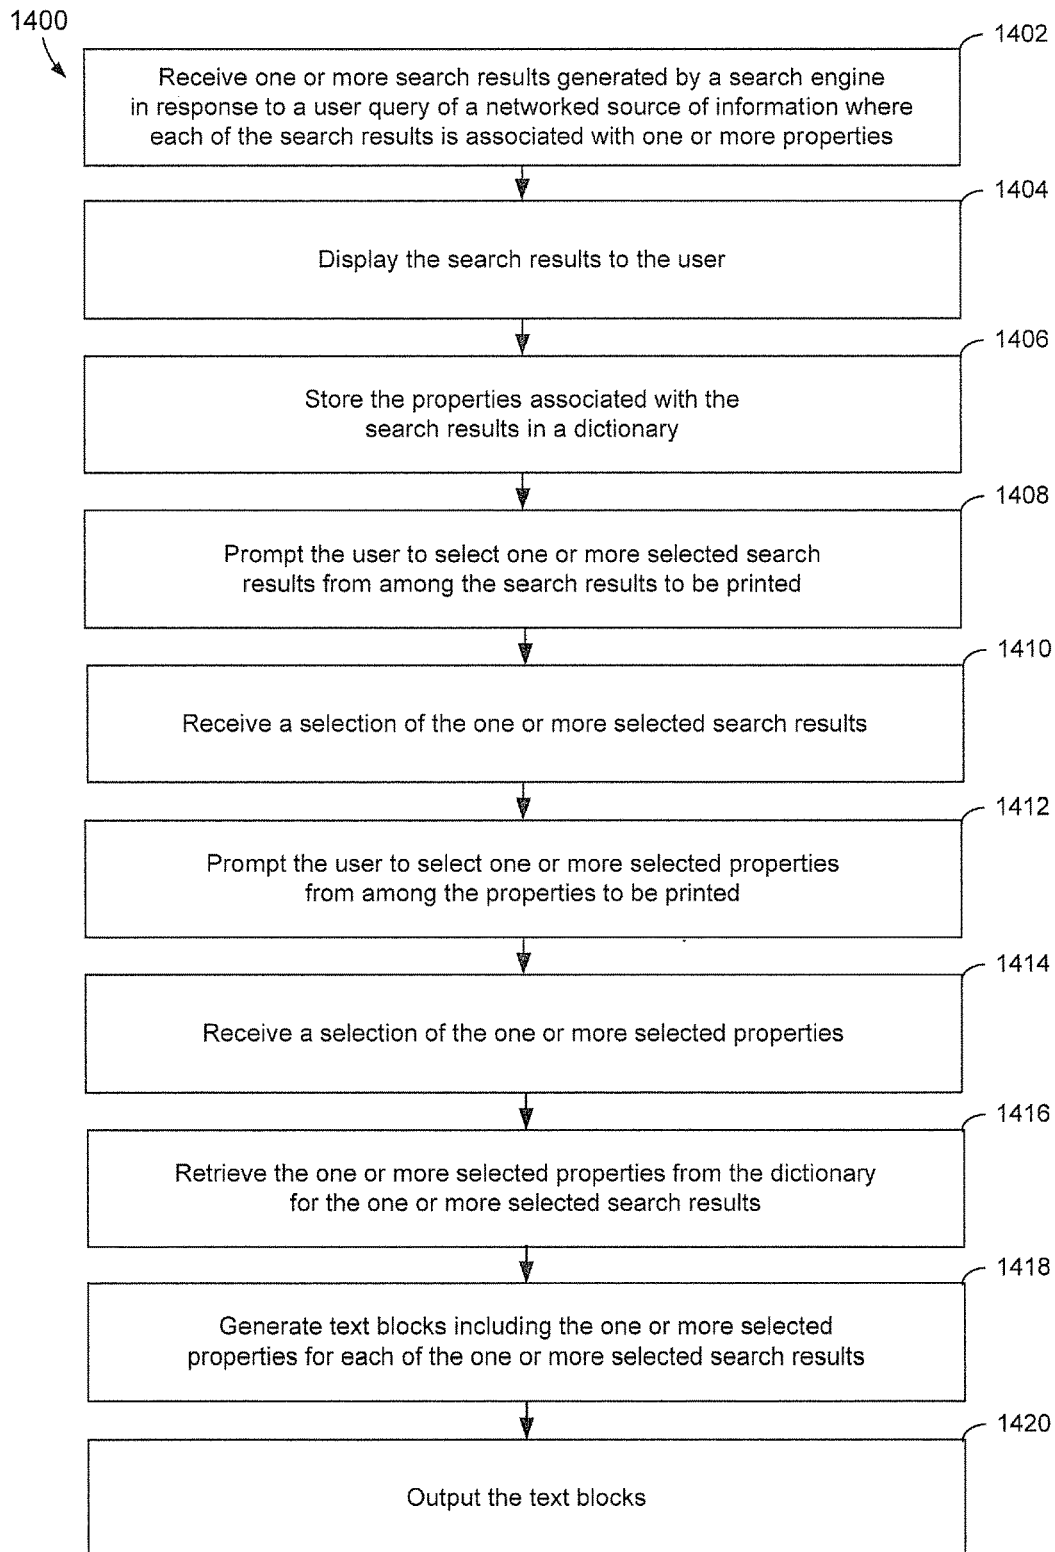 1400
1402
Receive one or more search results generated by a search engine
in response to a user query of a networked source of information where
each of the search results is associated with one or more properties
1404
Display the search results to the user
1406
Store the properties associated with the
search results in a dictionary
1408
Prompt the user to select one or more selected search
results from among the search results to be printed
1410
Receive a selection of the one or more selected search results
1412
Prompt the user to select one or more selected properties
from among the properties to be printed
1414
Receive a selection of the one or more selected properties
1416
Retrieve the one or more selected properties from the dictionary
for the one or more selected search results
1418
Generate text blocks including the one or more selected
properties for each of the one or more selected search results
1420
Output the text blocks